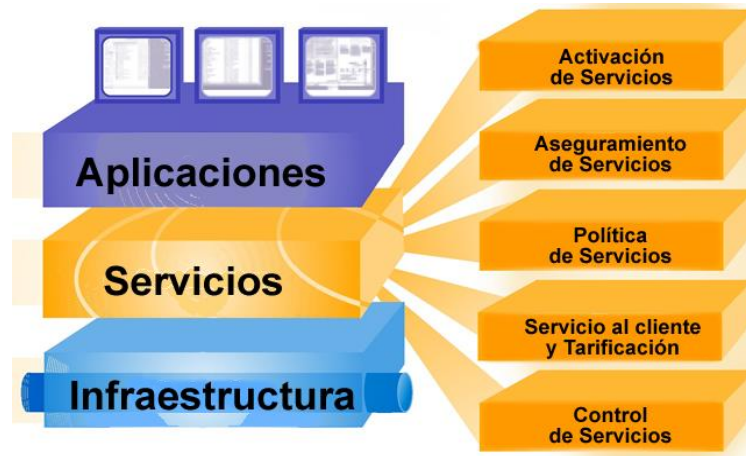 Aplicaciones
Servicios
Infraestructura
Activación
de Servicios
Aseguramiento
de Servicios
Política
de Servicios
Servicio al cliente
y Tarificación
Control
de Servicios